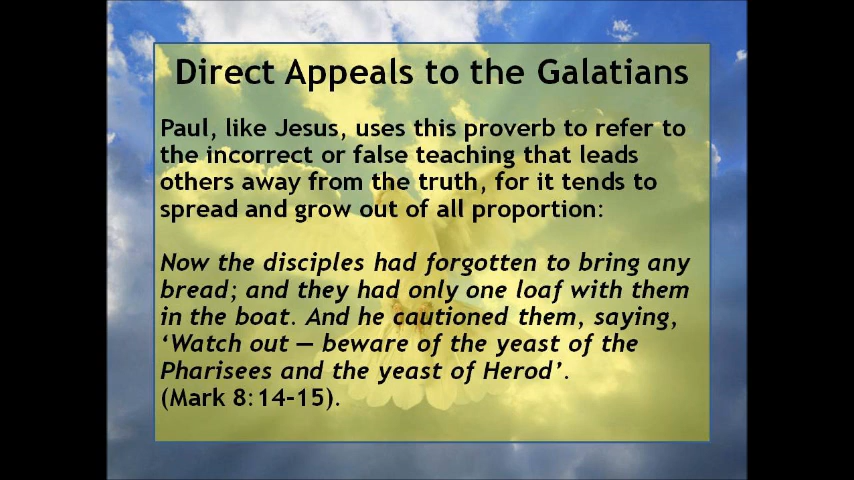 Direct Appeals to the Galatians
Paul, like Jesus, uses this proverb to refer to
the incorrect or false teaching that leads
others away from the truth, for it tends to
spread and grow out of all proportion:
Now the disciples had forgotten to bring any
bread; and they had only one loaf with them
in the boat. And he cautioned them, saying,
‘Watch out — beware of the yeast of the
Pharisees and the yeast of Herod’.
(Mark 8:14-15).